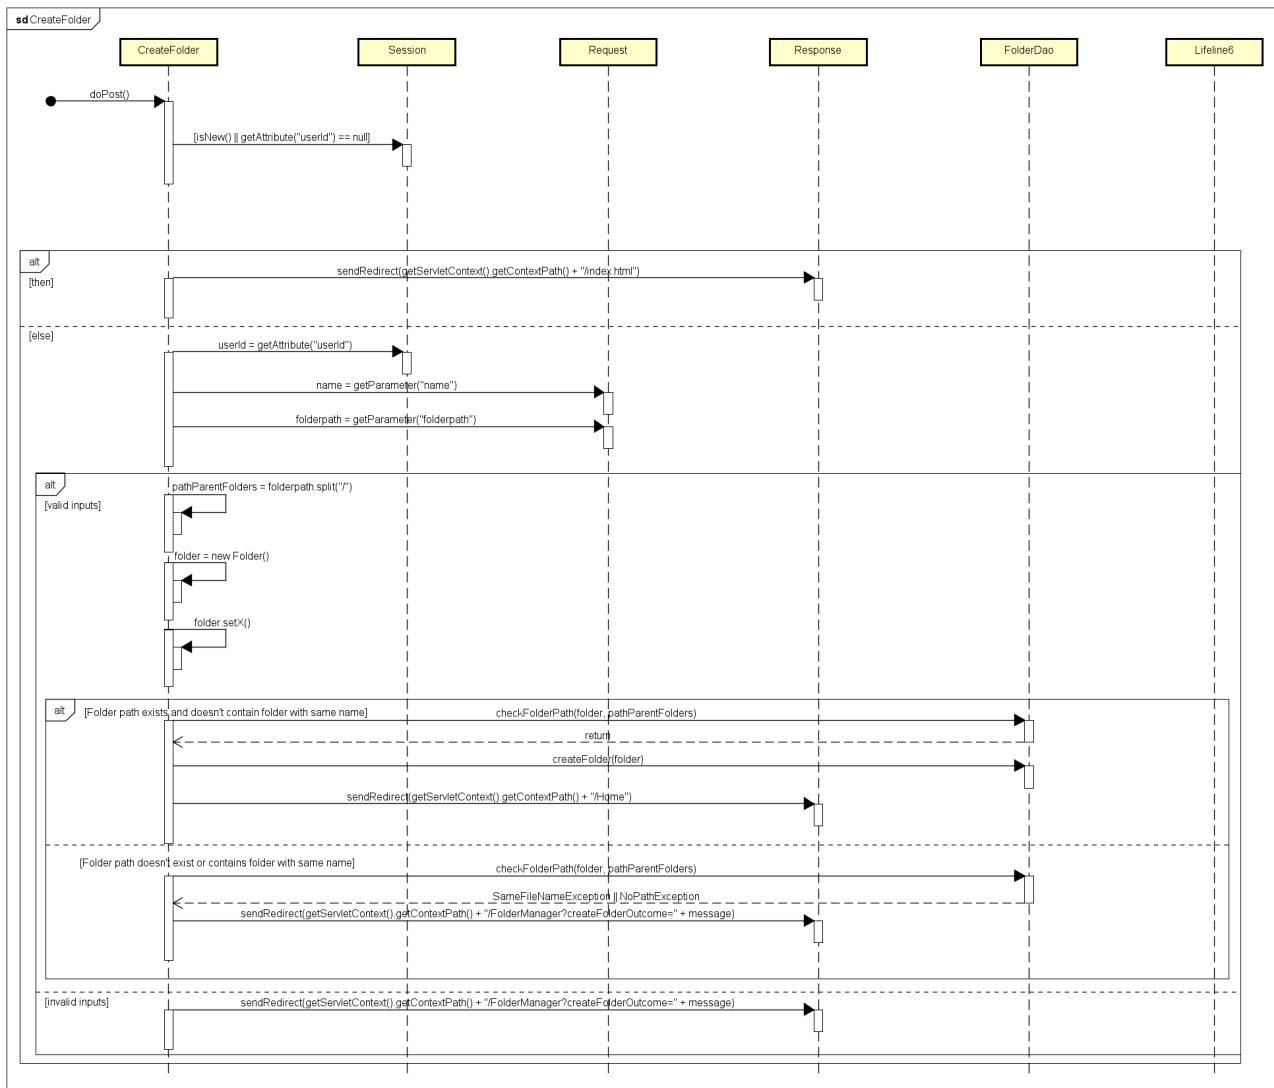 sd CreateFolder
CreateFolder
Session
Request
Response
FolderDao
Lifeline6
doPost()
[isNew() || getAttribute("userId") == null]
alt
[then]
sendRedirect(getServletContext().getContextPath() + "/index.html")
[else]
userId = getAttribute("userId")
name = getParameter("name")
folderpath = getParameter("folderpath")
alt
[valid inputs]
pathParentFolders = folderpath.split("/")
folder = new Folder()
folder.setX()
alt
[Folder path exists and doesn't contain folder with same name]
checkFolderPath(folder, pathParentFolders)
return
createFolder(folder)
sendRedirect(getServletContext().getContextPath() + "/Home")
[Folder path doesn't exist or contains folder with same name]
checkFolderPath(folder, pathParentFolders)
SameFileNameException || NoPathException
sendRedirect(getServletContext().getContextPath() + "/FolderManager?createFolderOutcome=" + message)
[invalid inputs]
sendRedirect(getServletContext().getContextPath() + "/FolderManager?createFolderOutcome=" + message)